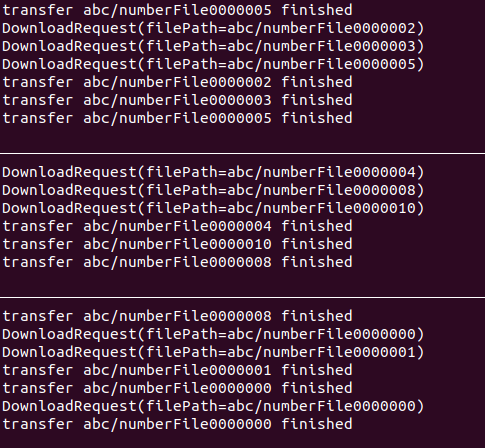 transfer abc/numberFile0000005 finished
DownloadRequest(filePath=abc/numberFile0000002)
DownloadRequest(filePath=abc/numberFile0000003)
DownloadRequest(filePath=abc/numberFile0000005)
transfer abc/numberFile0000002 finished
transfer abc/numberFile0000003 finished
transfer abc/numberFile0000005 finished
DownloadRequest(filePath=abc/numberFile0000004)
DownloadRequest(filePath=abc/numberFile0000008)
DownloadRequest(filePath=abc/numberFile0000010)
transfer abc/numberFile0000004 finished
transfer abc/numberFile0000010 finished
transfer abc/numberFile0000008 finished
transfer abc/numberFile0000008 finished
DownloadRequest(filePath=abc/numberFile0000000)
DownloadRequest(filePath=abc/numberFile0000001)
transfer abc/numberFile0000001 finished
transfer abc/numberFile0000000 finished
DownloadRequest(filePath=abc/numberFile0000000)
transfer abc/numberFile0000000 finished